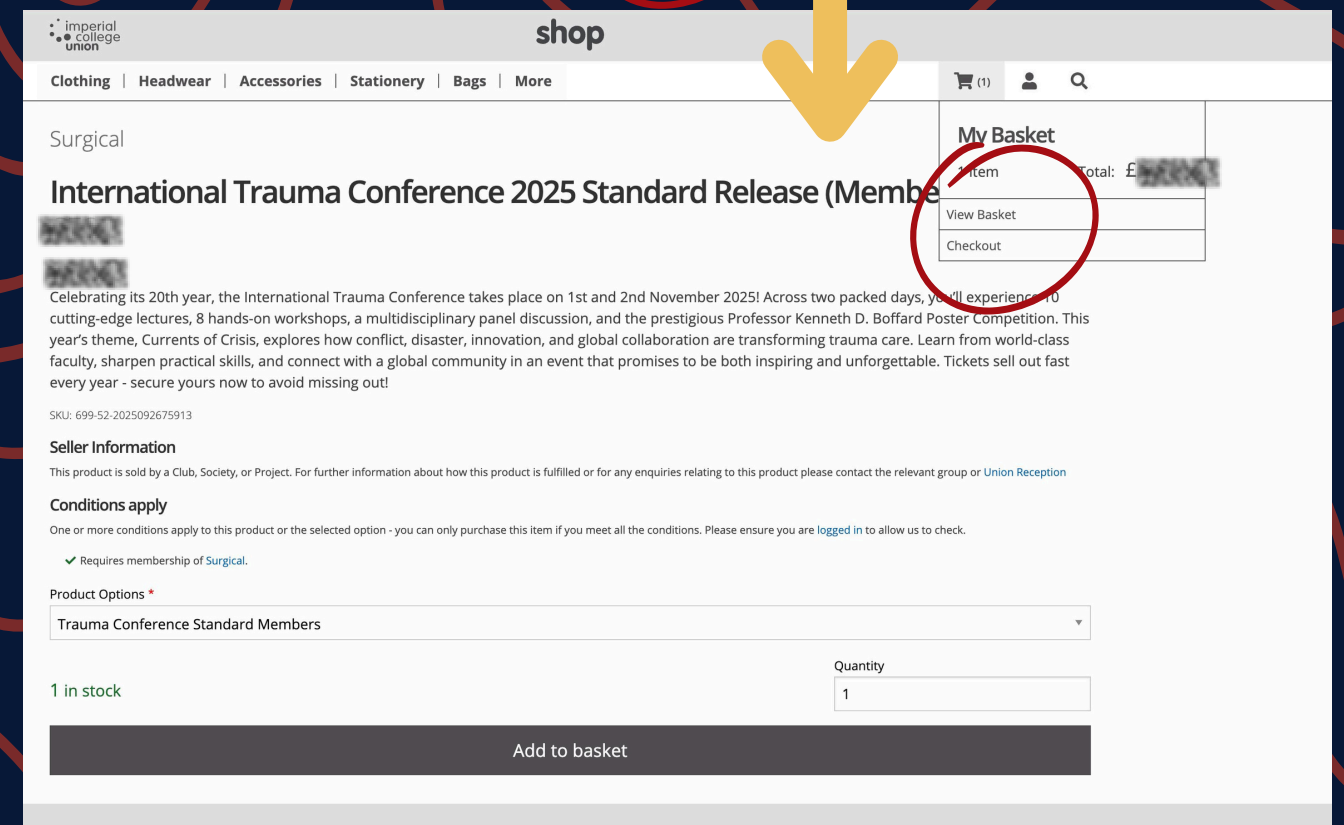 imperial
college
union
shop
Clothing | Headwear | Accessories | Stationery | Bags | More
(1)
My Basket
1 item Total: £
View Basket
Checkout
Surgical
International Trauma Conference 2025 Standard Release (Membe
Celebrating its 20th year, the International Trauma Conference takes place on 1st and 2nd November 2025! Across two packed days, you'll experience 10
cutting-edge lectures, 8 hands-on workshops, a multidisciplinary panel discussion, and the prestigious Professor Kenneth D. Boffard Poster Competition. This
year's theme, Currents of Crisis, explores how conflict, disaster, innovation, and global collaboration are transforming trauma care. Learn from world-class
faculty, sharpen practical skills, and connect with a global community in an event that promises to be both inspiring and unforgettable. Tickets sell out fast
every year - secure yours now to avoid missing out!
SKU: 699-52-2025092675913
Seller Information
This product is sold by a Club, Society, or Project. For further information about how this product is fulfilled or for any enquiries relating to this product please contact the relevant group or Union Reception
Conditions apply
One or more conditions apply to this product or the selected option - you can only purchase this item if you meet all the conditions. Please ensure you are logged in to allow us to check.
Requires membership of Surgical.
Product Options *
Trauma Conference Standard Members
Quantity
1 in stock
1
Add to basket